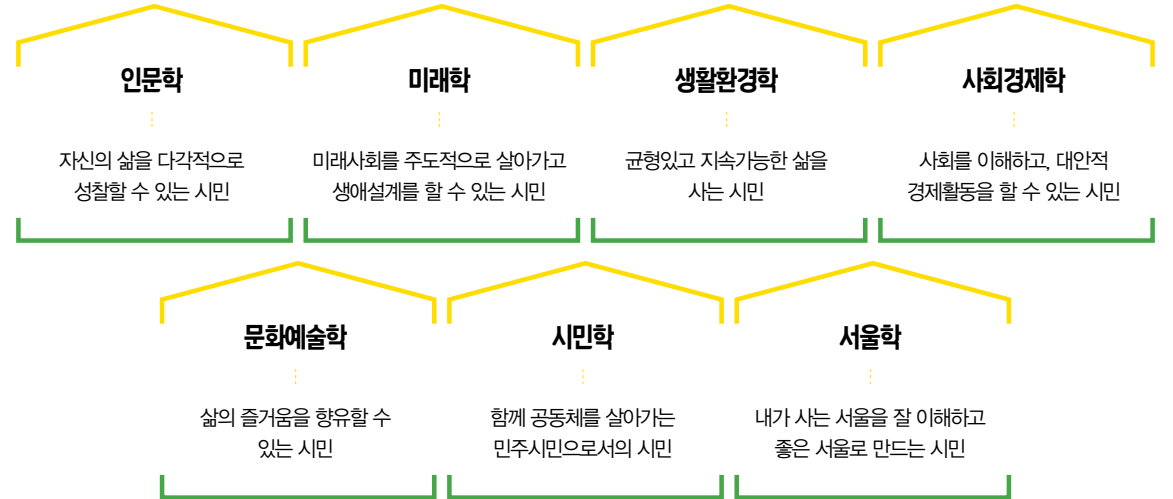 인문학
자신의 삶을 다각적으로
성찰할 수 있는 시민
미래학
미래사회를 주도적으로 살아가고
생애설계를 할 수 있는 시민
생활환경학
균형있고 지속가능한 삶을
사는 시민
사회경제학
사회를 이해하고, 대안적
경제활동을 할 수 있는 시민
문화예술학
삶의 즐거움을 향유할 수
있는 시민
시민학
함께 공동체를 살아가는
민주시민으로서의 시민
서울학
내가 사는 서울을 잘 이해하고
좋은 서울로 만드는 시민